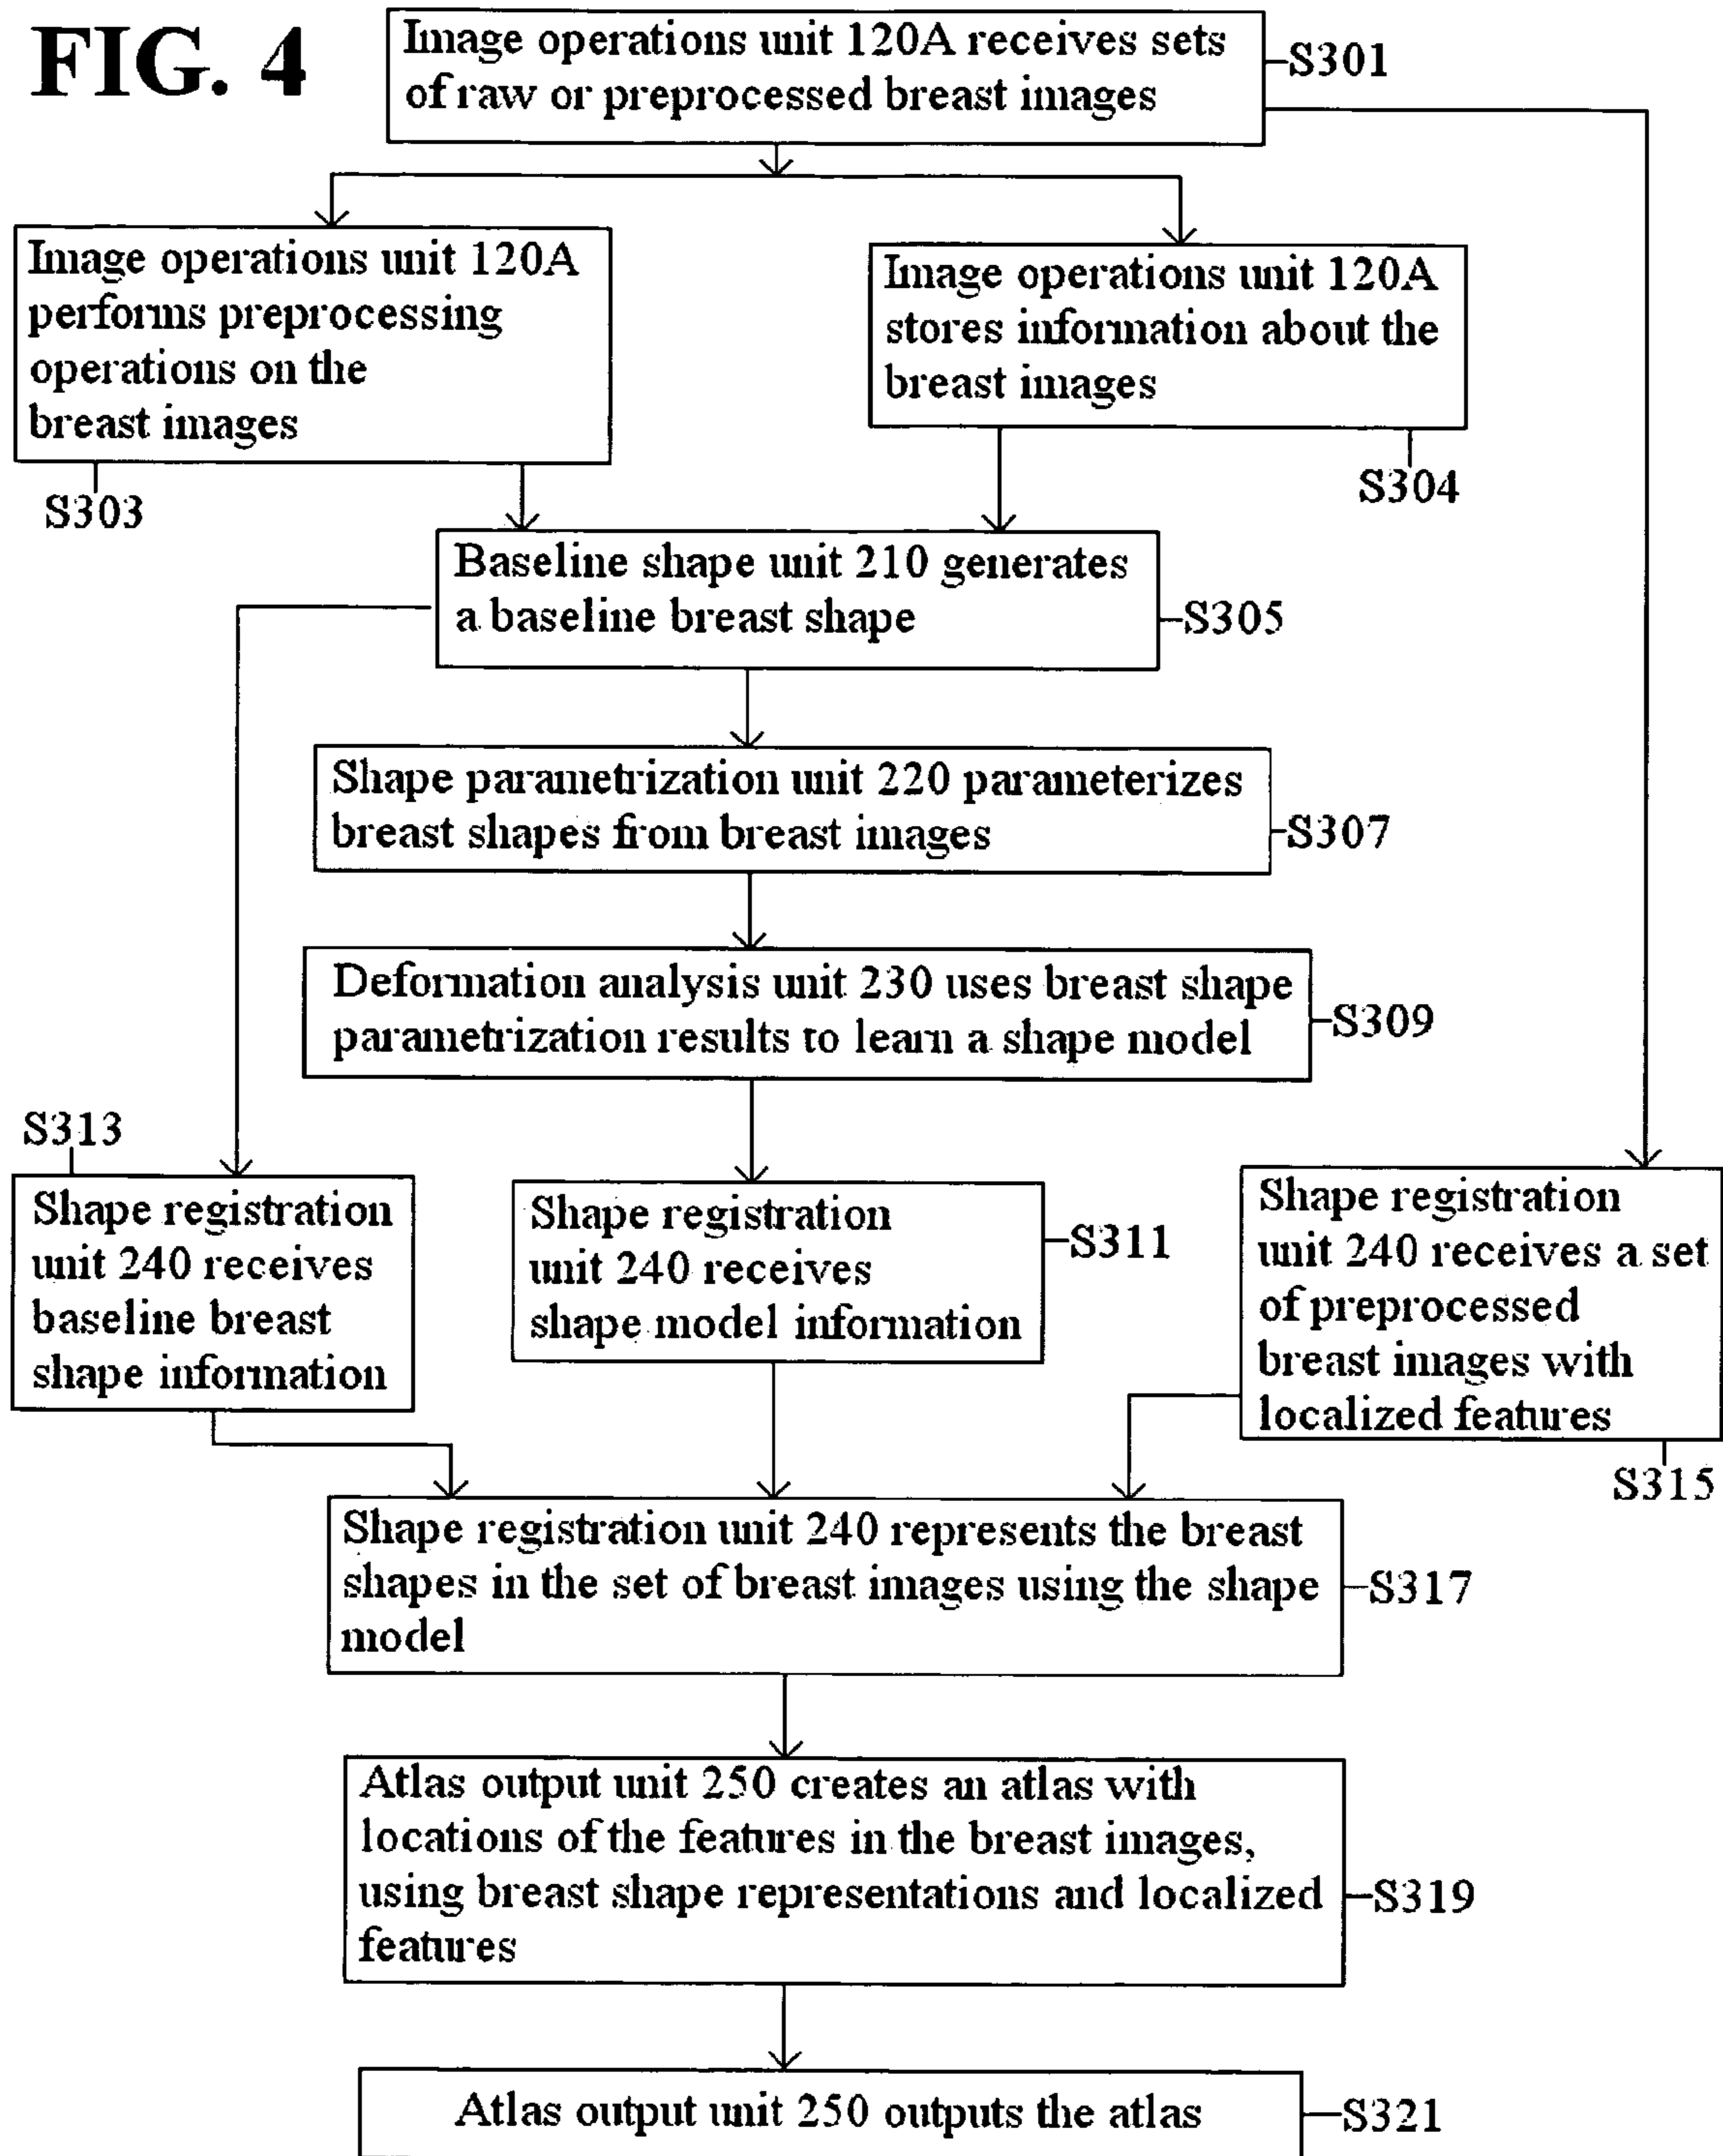 FIG. 4
Image operations unit 120A receives sets
of raw or preprocessed breast images
S301
Image operations unit 120A
performs preprocessing
operations on the
breast images
S303
Image operations unit 120A
stores information about the
breast images
S304
Baseline shape unit 210 generates
a baseline breast shape
S305
Shape parametrization unit 220 parameterizes
breast shapes from breast images
S307
Deformation analysis unit 230 uses breast shape
parametrization results to learn a shape model
S309
S313
Shape registration
unit 240 receives
baseline breast
shape information
Shape registration
unit 240 receives
shape model information
S311
Shape registration
unit 240 receives a set
of preprocessed
breast images with
localized features
S315
Shape registration unit 240 represents the breast
shapes in the set of breast images using the shape
model
S317
Atlas output unit 250 creates an atlas with
locations of the features in the breast images,
using breast shape representations and localized
features
S319
Atlas output unit 250 outputs the atlas
S321